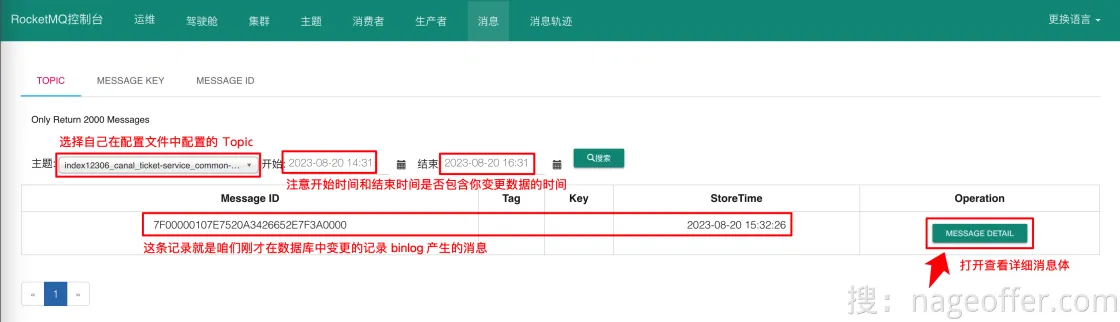 RocketMQ控制台 运维 驾驶舱 集群 主题 消费者 生产者 消息 消息轨迹 更换语言
TOPIC MESSAGE KEY MESSAGE ID
Only Return 2000 Messages
选择自己在配置文件中配置的 Topic
主题: index12306_canal_ticket-service_common-... 开始: 2023-08-20 14:31 结束 2023-08-20 16:31 搜索
注意开始时间和结束时间是否包含你变更数据的时间
Message ID Tag Key StoreTime Operation
7F00000107E7520A3426652E7F3A0000 2023-08-20 15:32:26 MESSAGE DETAIL
这条记录就是咱们刚才在数据库中变更的记录 binlog 产生的消息
打开查看详细消息体
« 1 »
搜：nageoffer.com